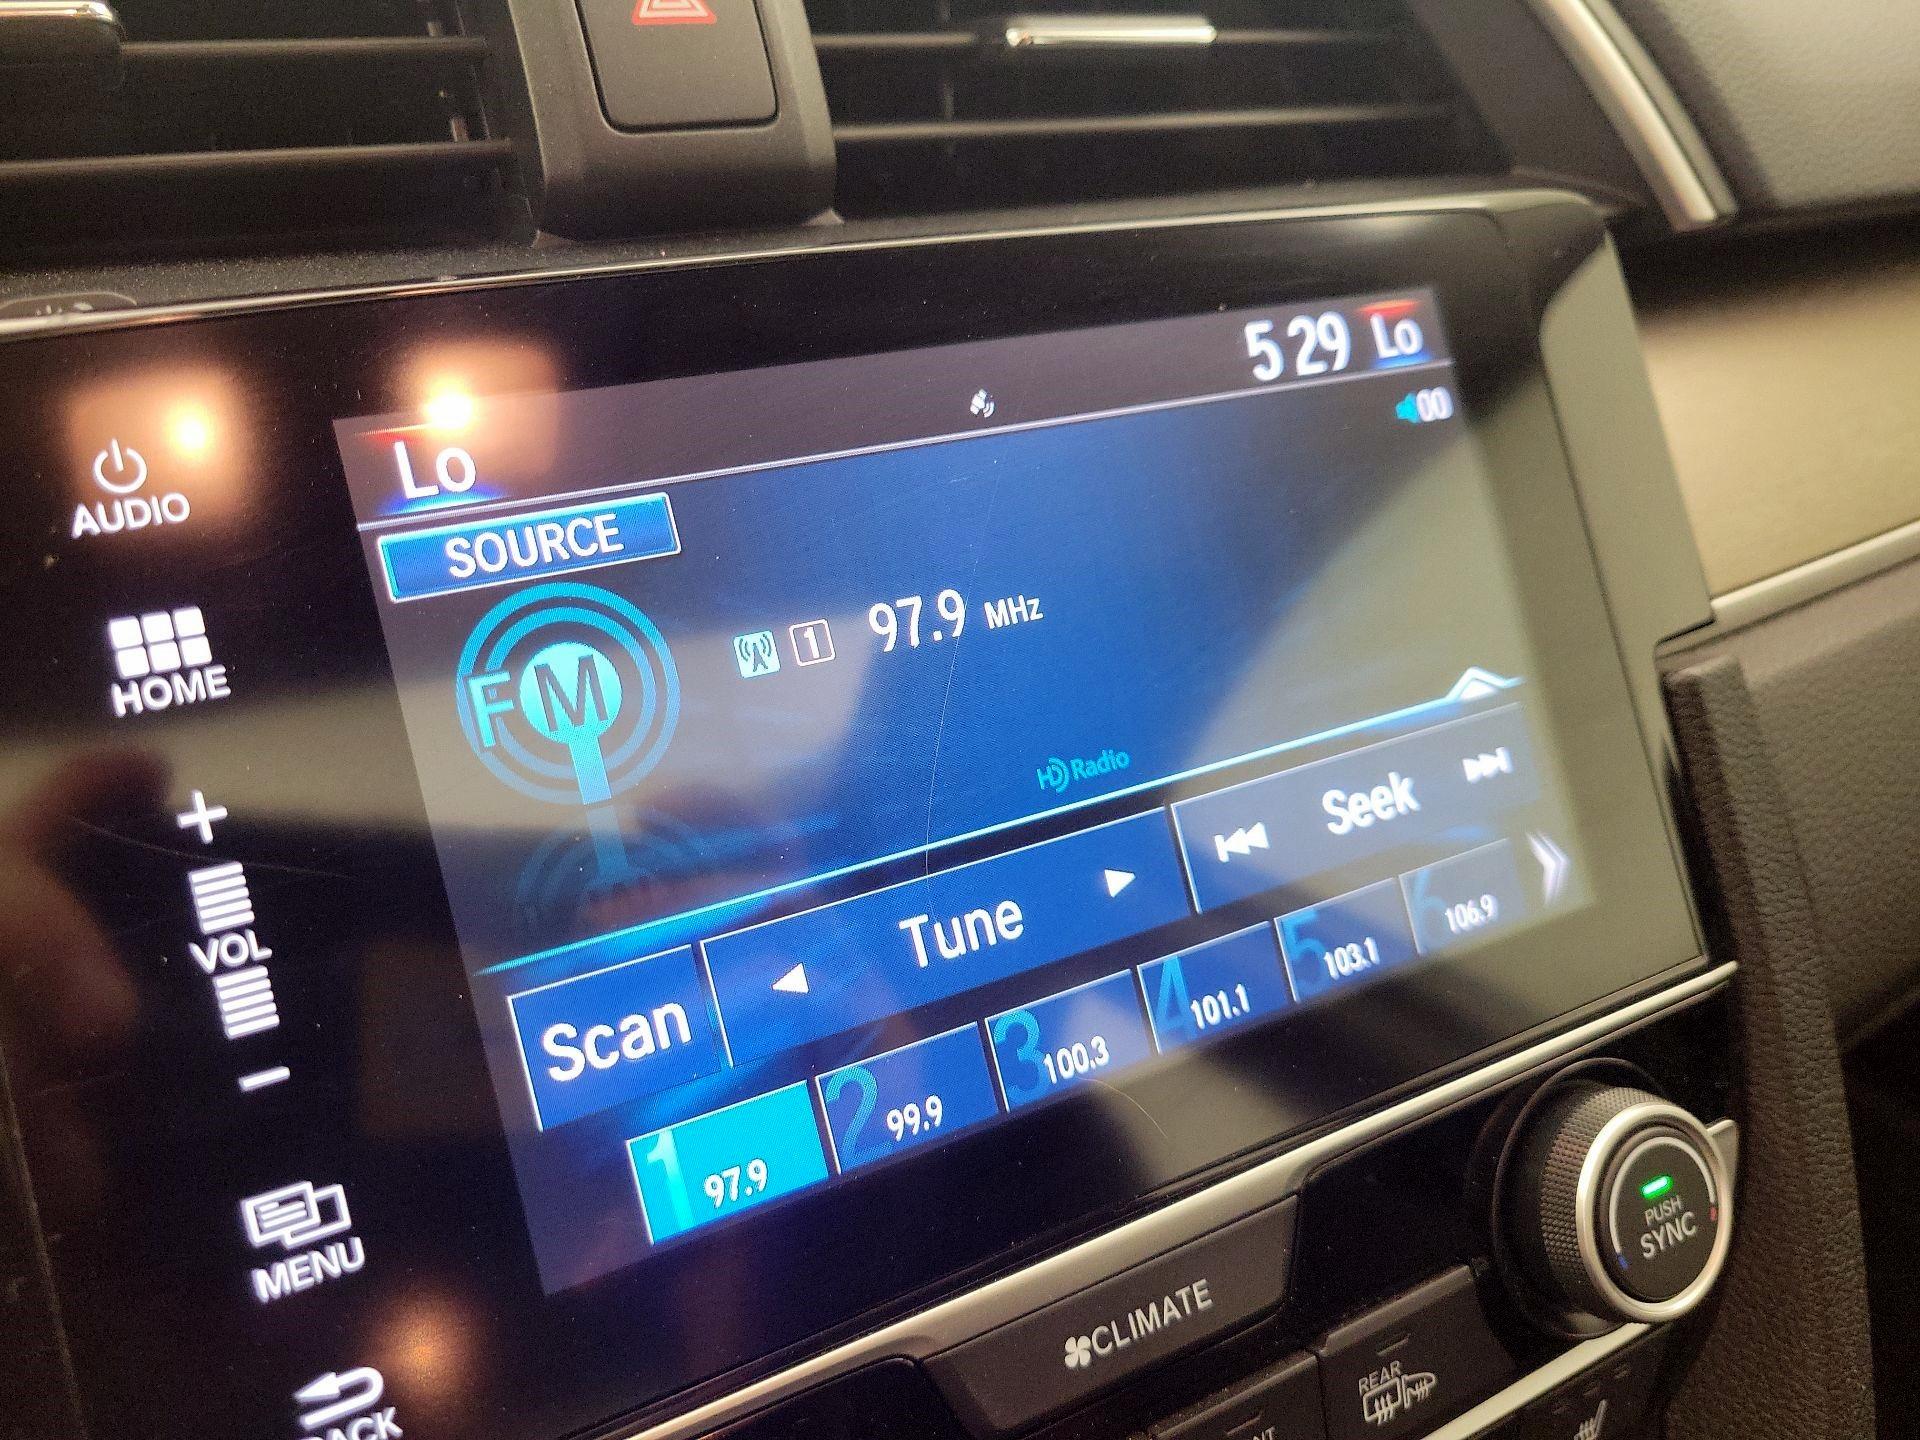 5 29 Lo
Lo
00
AUDIO
SOURCE
FM
1 97.9 MHz
HOME
HD Radio
Seek
VOL
Tune
Scan
1 97.9
2 99.9
3 100.3
4 101.1
5 103.1
6 106.9
MENU
PUSH
SYNC
CLIMATE
REAR
BACK